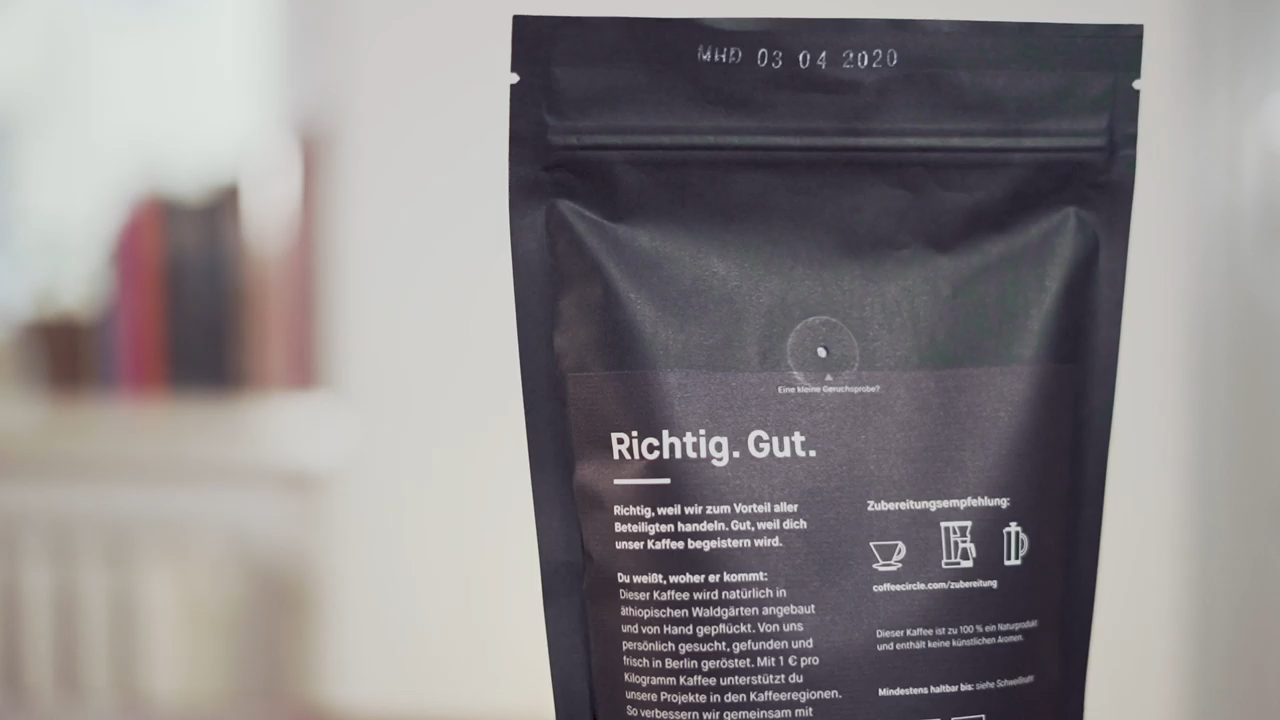 MHD 03 04 2020
Eine kleine Geruchsprobe?
Richtig. Gut.
Richtig, weil wir zum Vorteil aller
Beteiligten handeln. Gut, weil dich
unser Kaffee begeistern wird.
Du weißt, woher er kommt:
Dieser Kaffee wird natürlich in
äthiopischen Waldgärten angebaut
und von Hand gepflückt. Von uns
persönlich gesucht, gefunden und
frisch in Berlin geröstet. Mit 1 € pro
Kilogramm Kaffee unterstützt du
unsere Projekte in den Kaffeeregionen.
So verbessern wir gemeinsam mit
Zubereitungsempfehlung:
coffeecircle.com/zubereitung
Dieser Kaffee ist zu 100 % ein Naturprodukt
und enthält keine künstlichen Aromen.
Mindestens haltbar bis: siehe Schweißnaht